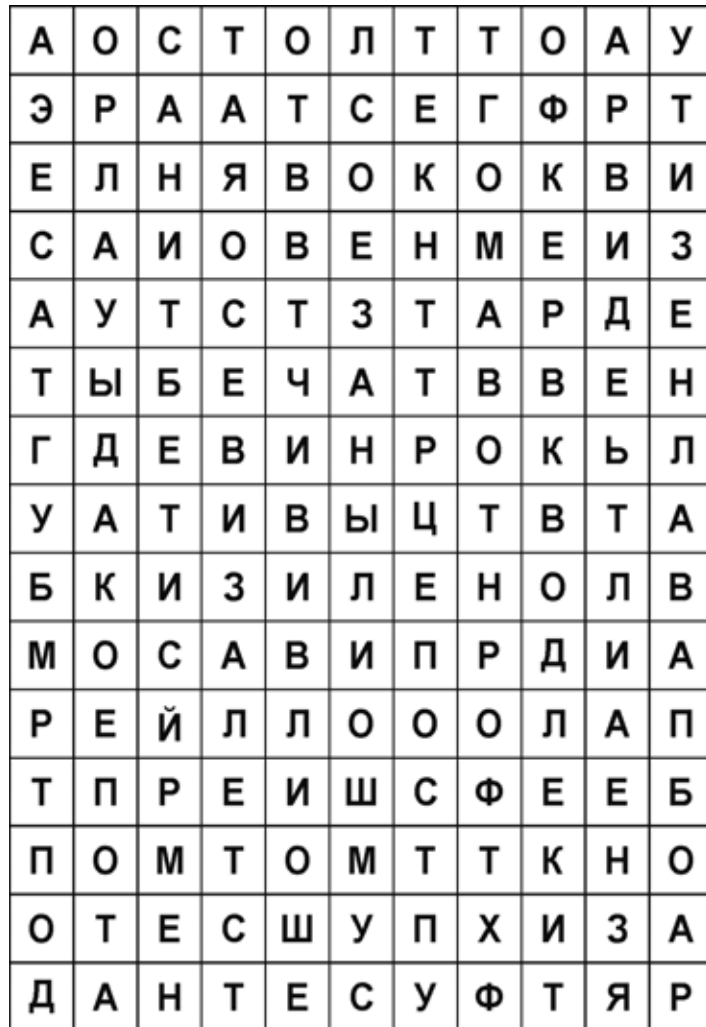 А О С Т О Л Т Т О А У
Э Р А А Т С Е Г Ф Р Т
Е Л Н Я В О К О К В И
С А И О В Е Н М Е И З
А У Т С Т З Т А Р Д Е
Т Ы Б Е Ч А Т В В Е Н
Г Д Е В И Н Р О К Ь Л
У А Т И В Ы Ц Т В Т А
Б К И З И Л Е Н О Л В
М О С А В И П Р Д И А
Р Е Й Л Л О О О Л А П
Т П Р Е И Ш С Ф Е Е Б
П О М Т О М Т Т К Н О
О Т Е С Ш У П Х И З А
Д А Н Т Е С У Ф Т Я Р